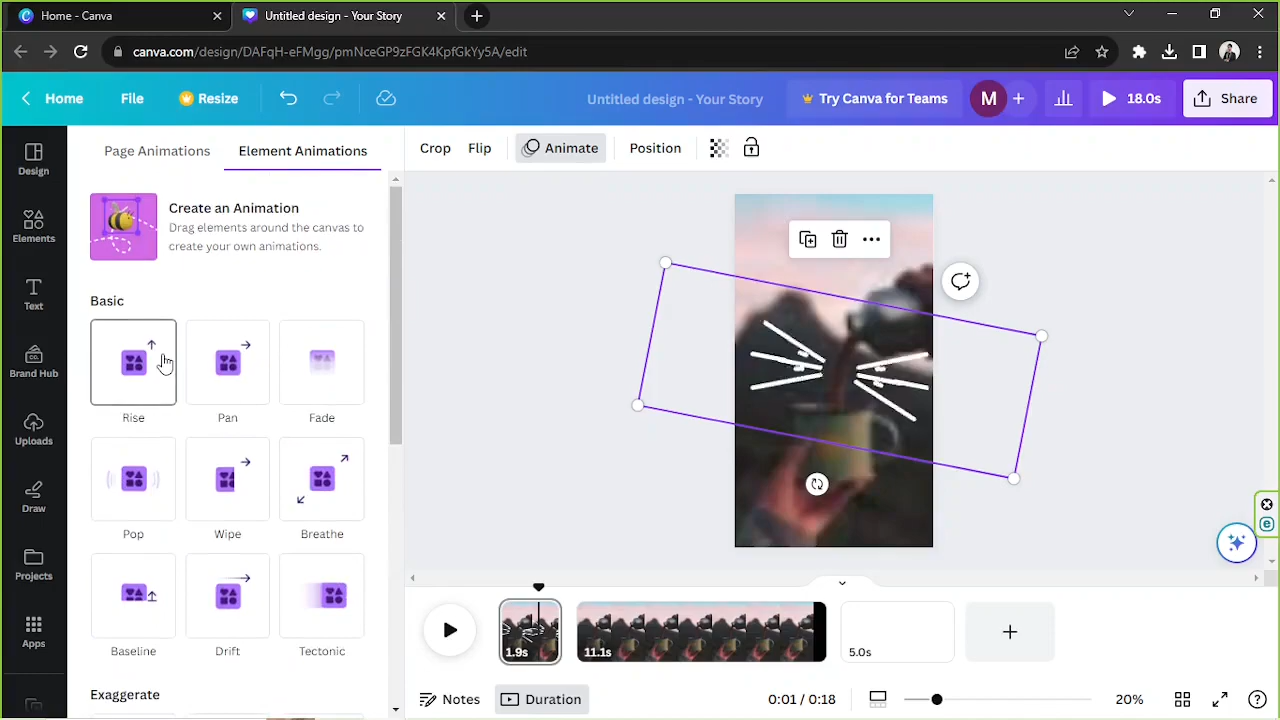 Home - Canva
Untitled design - Your Story
canva.com/design/DAFqH-eFMgg/pmNceGP9zFGK4KpfGkYy5A/edit
Home
File
Resize
Untitled design - Your Story
Try Canva for Teams
M
18.0s
Share
Design
Elements
Text
CO.
Brand Hub
Uploads
Draw
Projects
Apps
Page Animations
Element Animations
Create an Animation
Drag elements around the canvas to
create your own animations.
Basic
Rise
Pan
Fade
Pop
Wipe
Breathe
Baseline
Drift
Tectonic
Exaggerate
Crop
Flip
Animate
Position
1.9s
11.1s
5.0s
Notes
Duration
0:01 / 0:18
20%